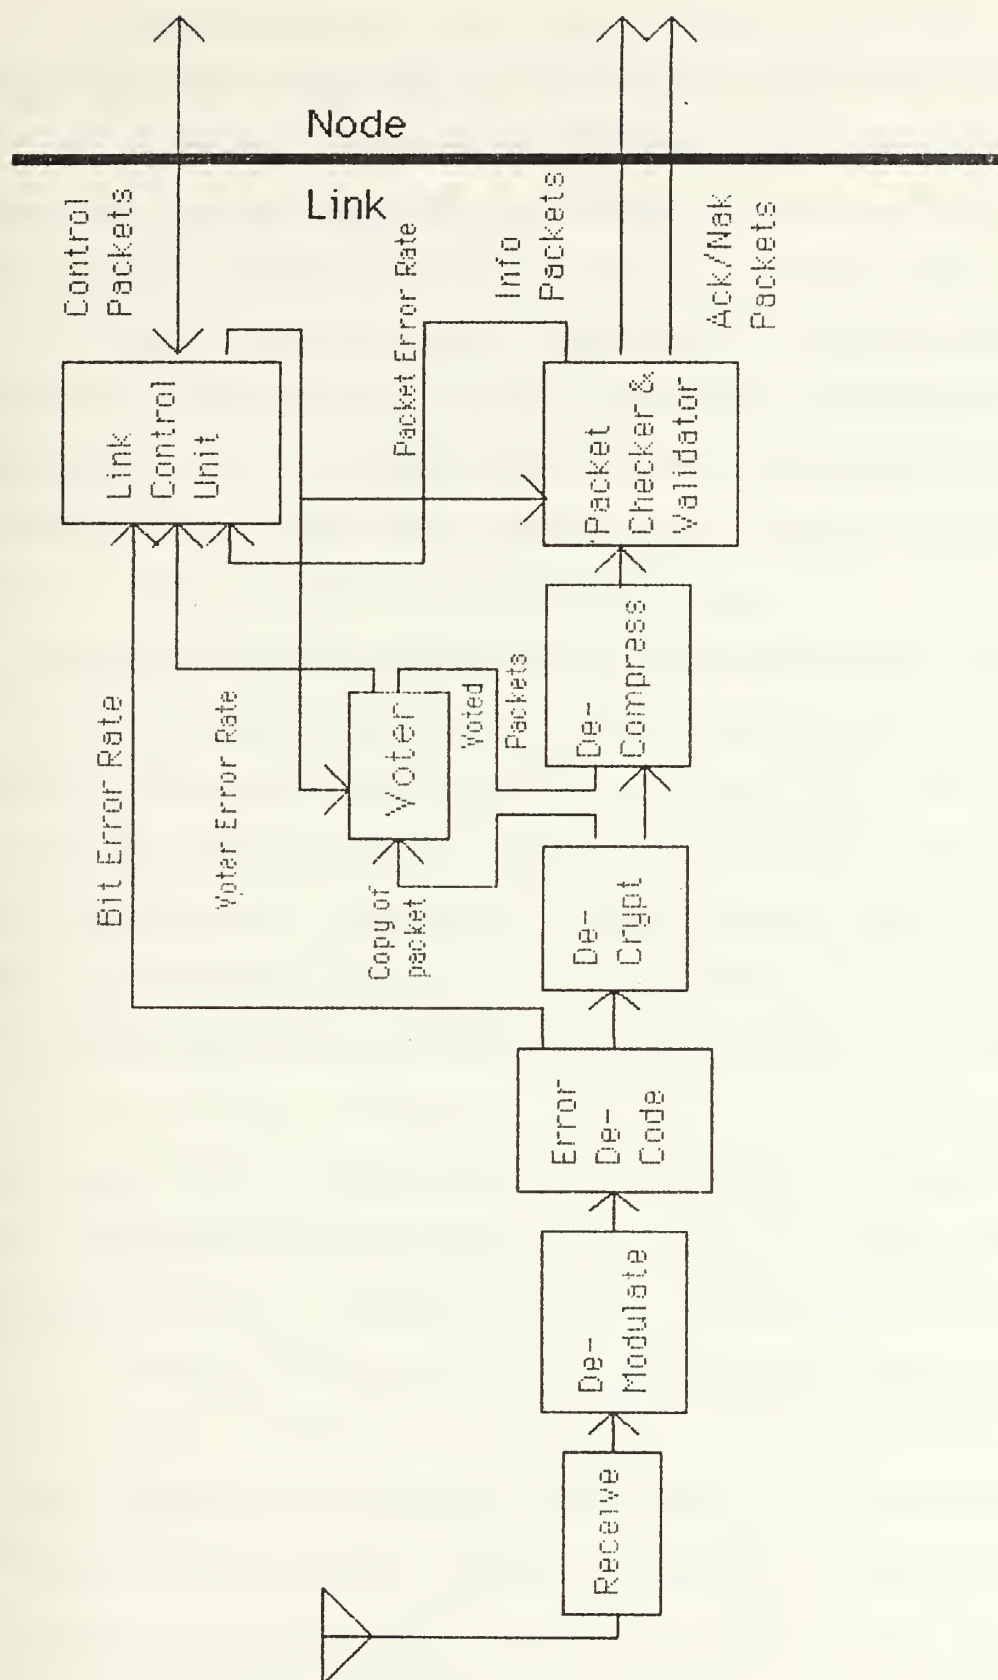 Node
Link
Control
Packets
Packet Error Rate
Info
Packets
Ack/Nak
Packets
Link
Control
Unit
Packet
Checker &
Validator
Bit Error Rate
Voter Error Rate
Voter
Voted
Packets
De-
Compress
Copy of
packet
De-
Crypt
Error
De-
Code
De-
Modulate
Receive